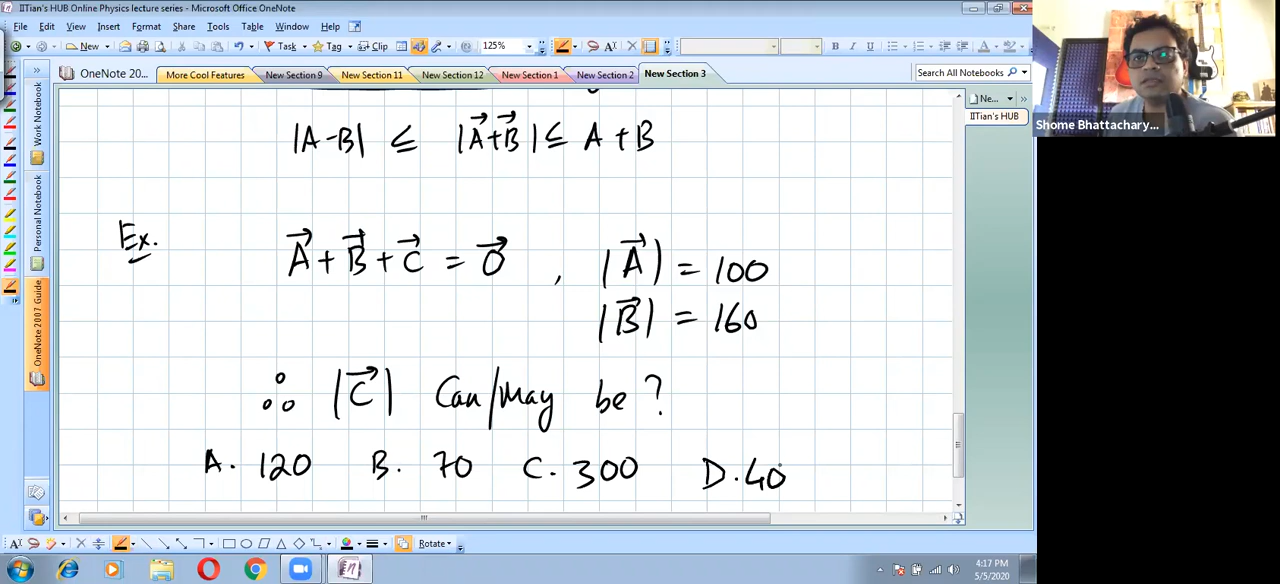 IITian's HUB Online Physics lecture series - Microsoft Office OneNote
File Edit View Insert Format Share Tools Table Window Help
New Task Tag Clip 125% B I U
OneNote 20... More Cool Features New Section 9 New Section 11 New Section 12 New Section 1 New Section 2 New Section 3 Search All Notebooks Ne...
IITian's HUB
Shome Bhattachary...
Work Notebook
Personal Notebook
OneNote 2007 Guide
|A-B| ≤ |A⃗+B⃗| ≤ A + B
Ex. A⃗ + B⃗ + C⃗ = 0⃗ , |A⃗| = 100
|B⃗| = 160
∴ |C⃗| Can/May be ?
A. 120 B. 70 C. 300 D. 40
Rotate
4:17 PM
5/5/2020